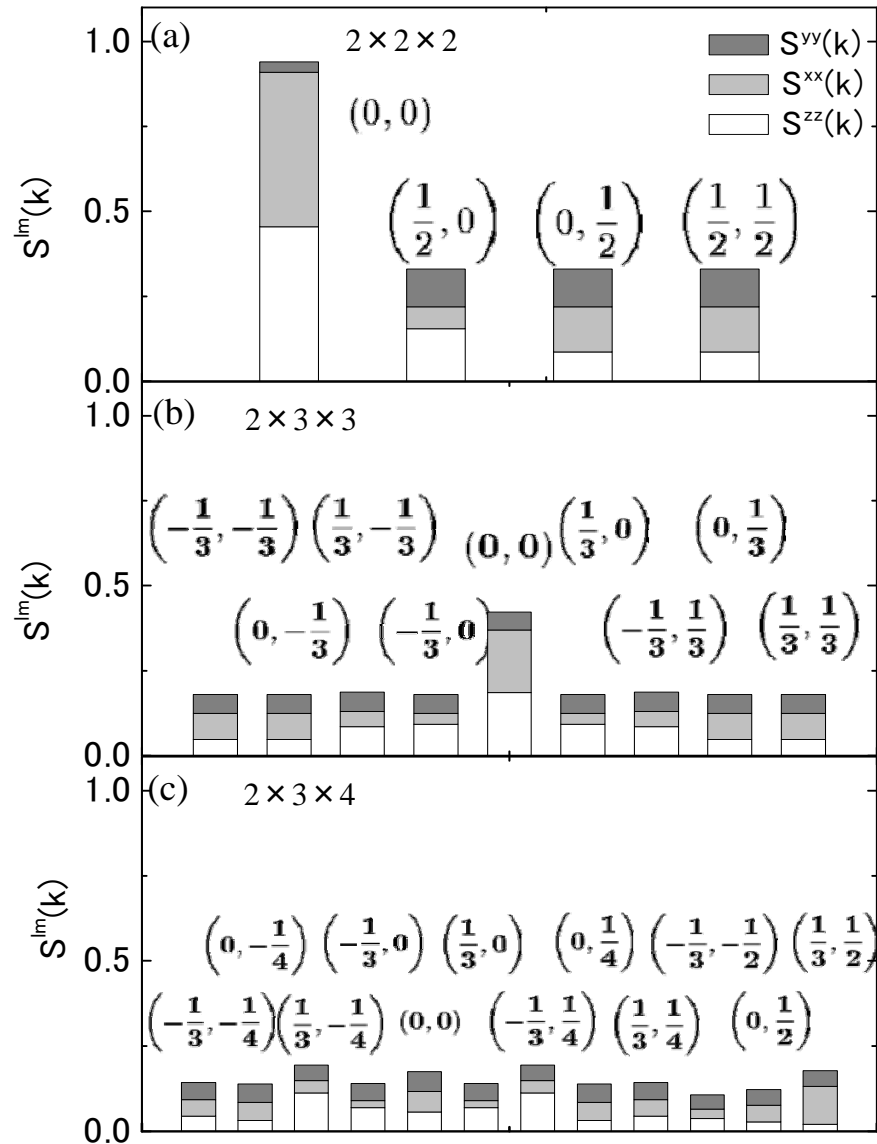 (a) 2×2×2
S^yy(k)
S^xx(k)
S^zz(k)
(0, 0)
(1/2, 0) (0, 1/2) (1/2, 1/2)
1.0
0.5
0.0
S^lm(k)
(b) 2×3×3
(-1/3, -1/3) (1/3, -1/3) (0, 0) (1/3, 0) (0, 1/3)
(0, -1/3) (-1/3, 0) (-1/3, 1/3) (1/3, 1/3)
1.0
0.5
0.0
S^lm(k)
(c) 2×3×4
(0, -1/4) (-1/3, 0) (1/3, 0) (0, 1/4) (-1/3, -1/2) (1/3, 1/2)
(-1/3, -1/4) (1/3, -1/4) (0, 0) (-1/3, 1/4) (1/3, 1/4) (0, 1/2)
1.0
0.5
0.0
S^lm(k)